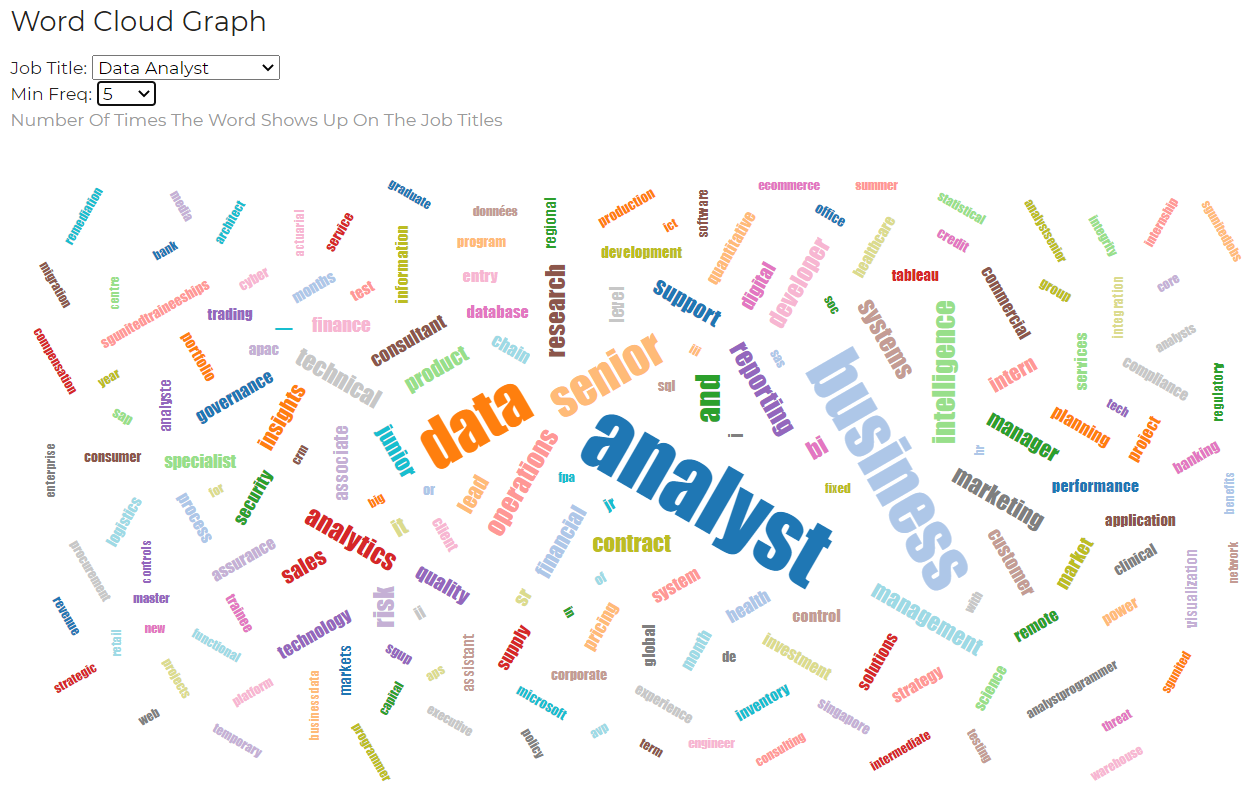 Word Cloud Graph
Job Title: Data Analyst
Min Freq: 5
Number Of Times The Word Shows Up On The Job Titles
remediation
media
architect
graduate
données
regional
production
ict
software
ecommerce
summer
office
statistical
analystsenior
integrity
internship
sgunitedjobs
actuarial
service
bank
program
information
development
quantitative
healthcare
credit
migration
centre
cyber
months
test
entry
research
level
support
digital
developer
soc
tableau
commercial
group
integration
core
sgunitedtraineeships
trading
finance
consultant
database
chain
systems
intelligence
services
analysts
compensation
portfolio
apac
technical
product
senior
iii
reporting
sas
business
intern
compliance
regulatory
year
analyste
governance
insights
data
sql
and
manager
planning
tech
project
sap
junior
analyst
i
bi
hr
banking
enterprise
consumer
specialist
crm
associate
operations
fpa
fixed
marketing
performance
benefits
for
security
big
or
lead
jr
logistics
process
analytics
it
client
financial
contract
customer
market
application
clinical
procurement
controls
assurance
sales
quality
of
system
visualization
network
master
trainee
risk
ii
sr
in
pricing
health
control
management
with
remote
power
revenue
new
retail
functional
technology
supply
global
month
de
investment
solutions
strategic
projects
platform
markets
sgup
aps
assistant
corporate
experience
inventory
strategy
science
analystprogrammer
sgunited
web
businessdata
capital
executive
microsoft
avp
singapore
threat
temporary
programmer
policy
term
engineer
consulting
intermediate
testing
warehouse